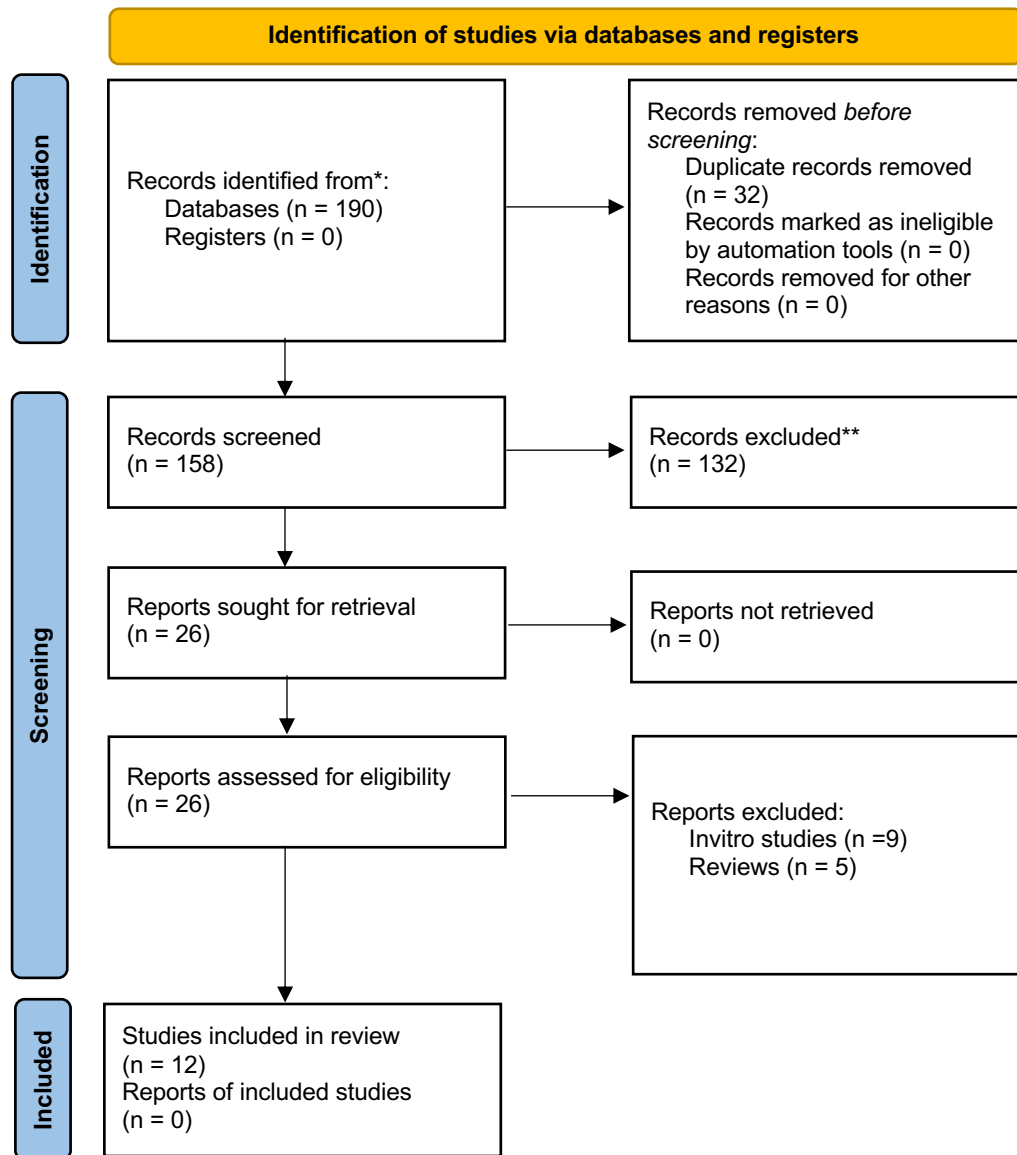 Identification of studies via databases and registers
Identification
Records identified from*:
Databases (n = 190)
Registers (n = 0)
Records removed before
screening:
Duplicate records removed
(n = 32)
Records marked as ineligible
by automation tools (n = 0)
Records removed for other
reasons (n = 0)
Screening
Records screened
(n = 158)
Records excluded**
(n = 132)
Reports sought for retrieval
(n = 26)
Reports not retrieved
(n = 0)
Reports assessed for eligibility
(n = 26)
Reports excluded:
Invitro studies (n =9)
Reviews (n = 5)
Included
Studies included in review
(n = 12)
Reports of included studies
(n = 0)